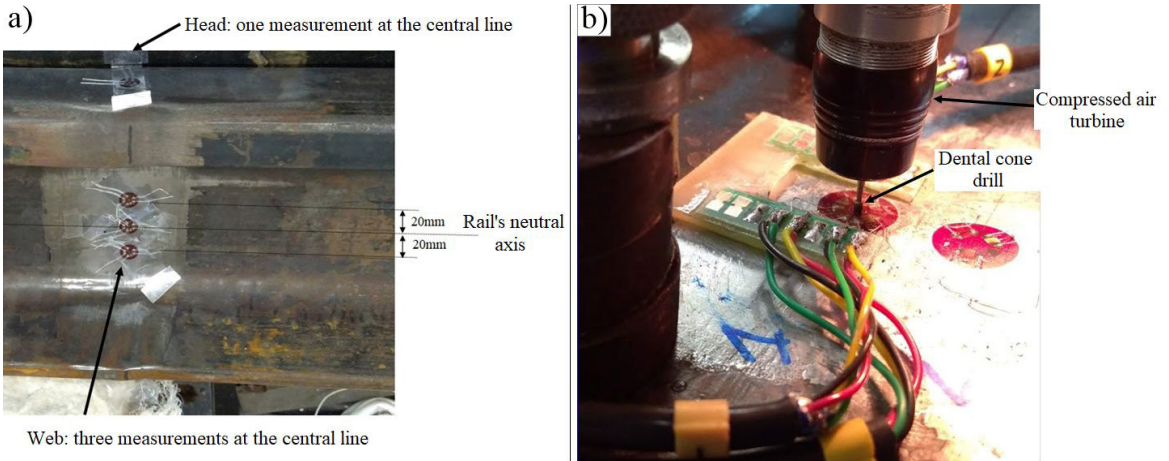 a)
Head: one measurement at the central line
20mm
20mm
Rail's neutral
axis
Web: three measurements at the central line
b)
2
Compressed air
turbine
Dental cone
drill